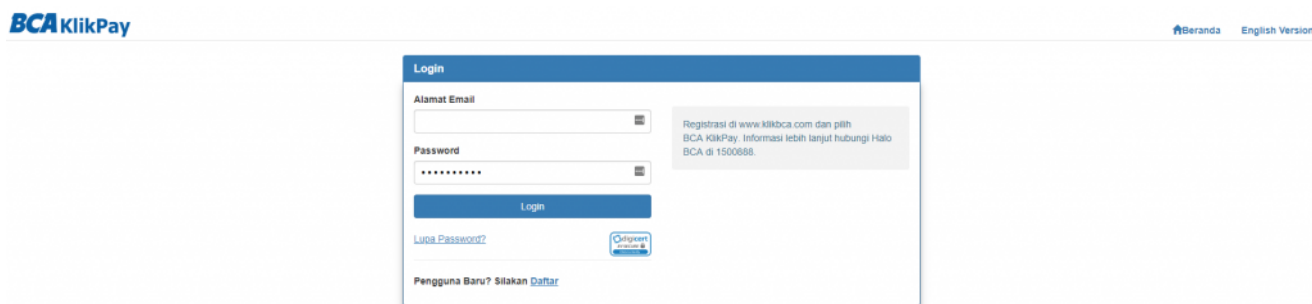 BCA KlikPay
Beranda English Version
Login
Alamat Email
Registrasi di www.klikbca.com dan pilih
BCA KlikPay. Informasi lebih lanjut hubungi Halo
BCA di 1500888.
Password
••••••••••
Login
Lupa Password?
digicert
Pengguna Baru? Silakan Daftar